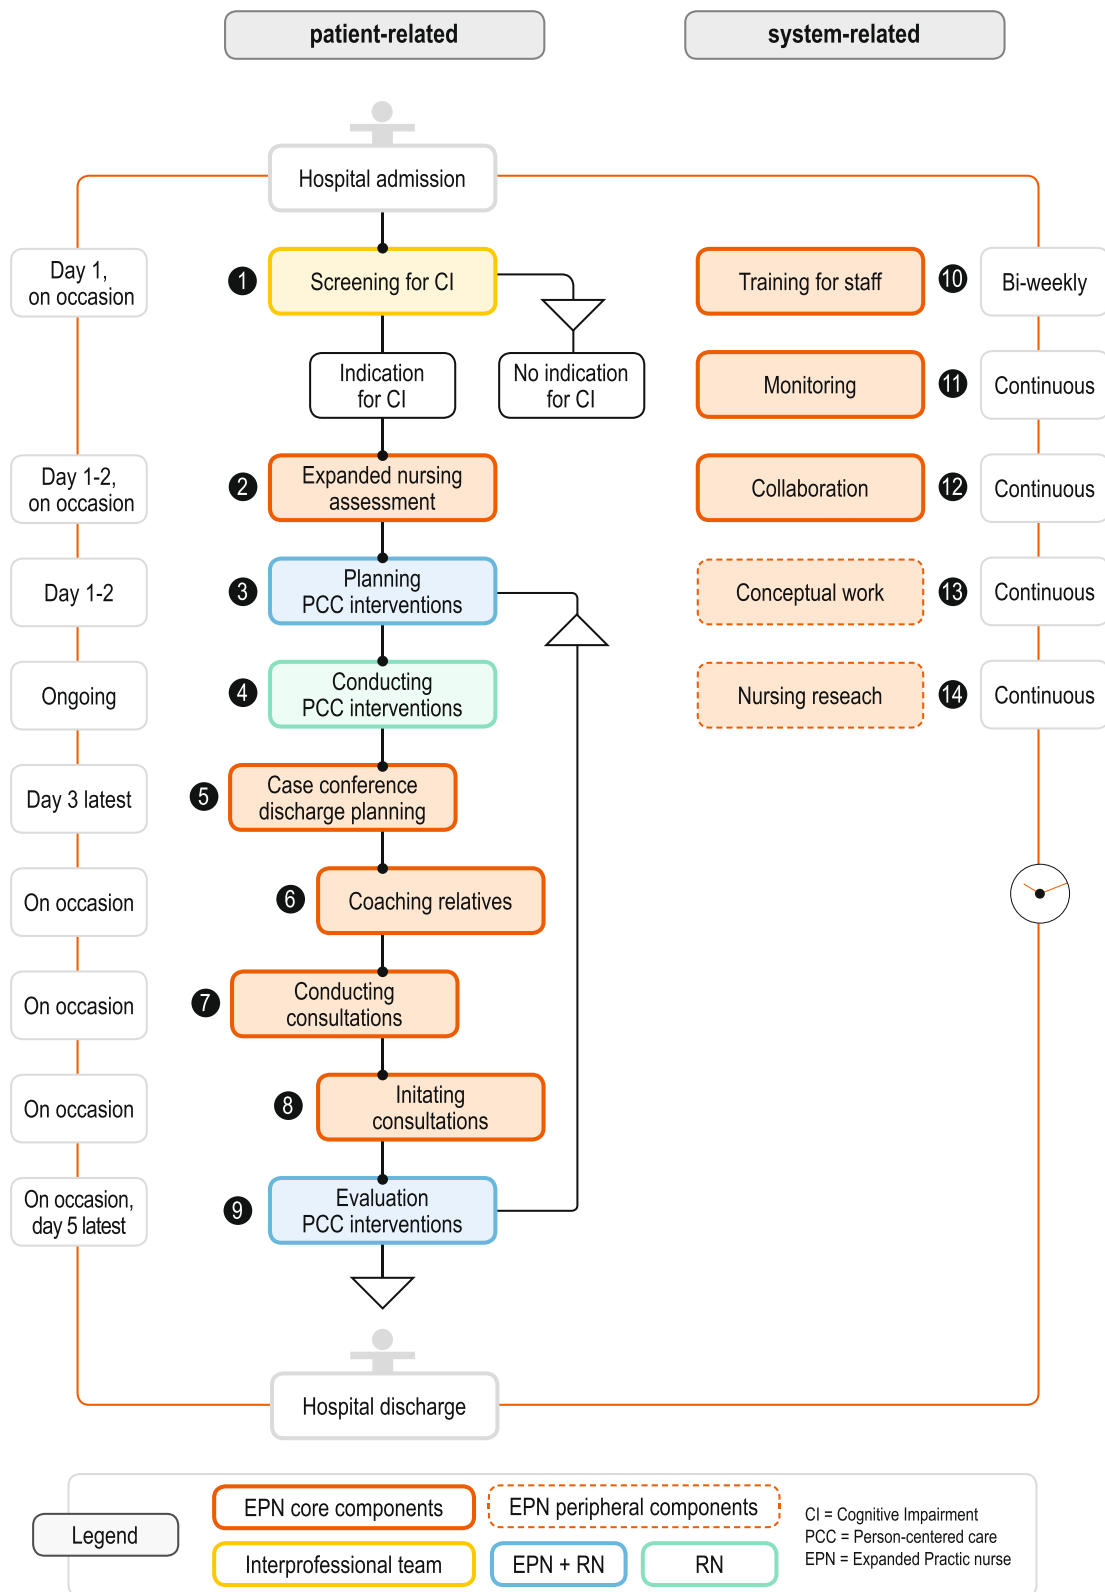 patient-related
system-related
Hospital admission
Day 1,
on occasion
1
Screening for CI
Training for staff
10
Bi-weekly
Indication
for CI
No indication
for CI
Monitoring
11
Continuous
Day 1-2,
on occasion
2
Expanded nursing
assessment
Collaboration
12
Continuous
Day 1-2
3
Planning
PCC interventions
Conceptual work
13
Continuous
Ongoing
4
Conducting
PCC interventions
Nursing reseach
14
Continuous
Day 3 latest
5
Case conference
discharge planning
On occasion
6
Coaching relatives
On occasion
7
Conducting
consultations
On occasion
8
Initating
consultations
On occasion,
day 5 latest
9
Evaluation
PCC interventions
Hospital discharge
Legend
EPN core components
EPN peripheral components
Interprofessional team
EPN + RN
RN
CI = Cognitive Impairment
PCC = Person-centered care
EPN = Expanded Practic nurse